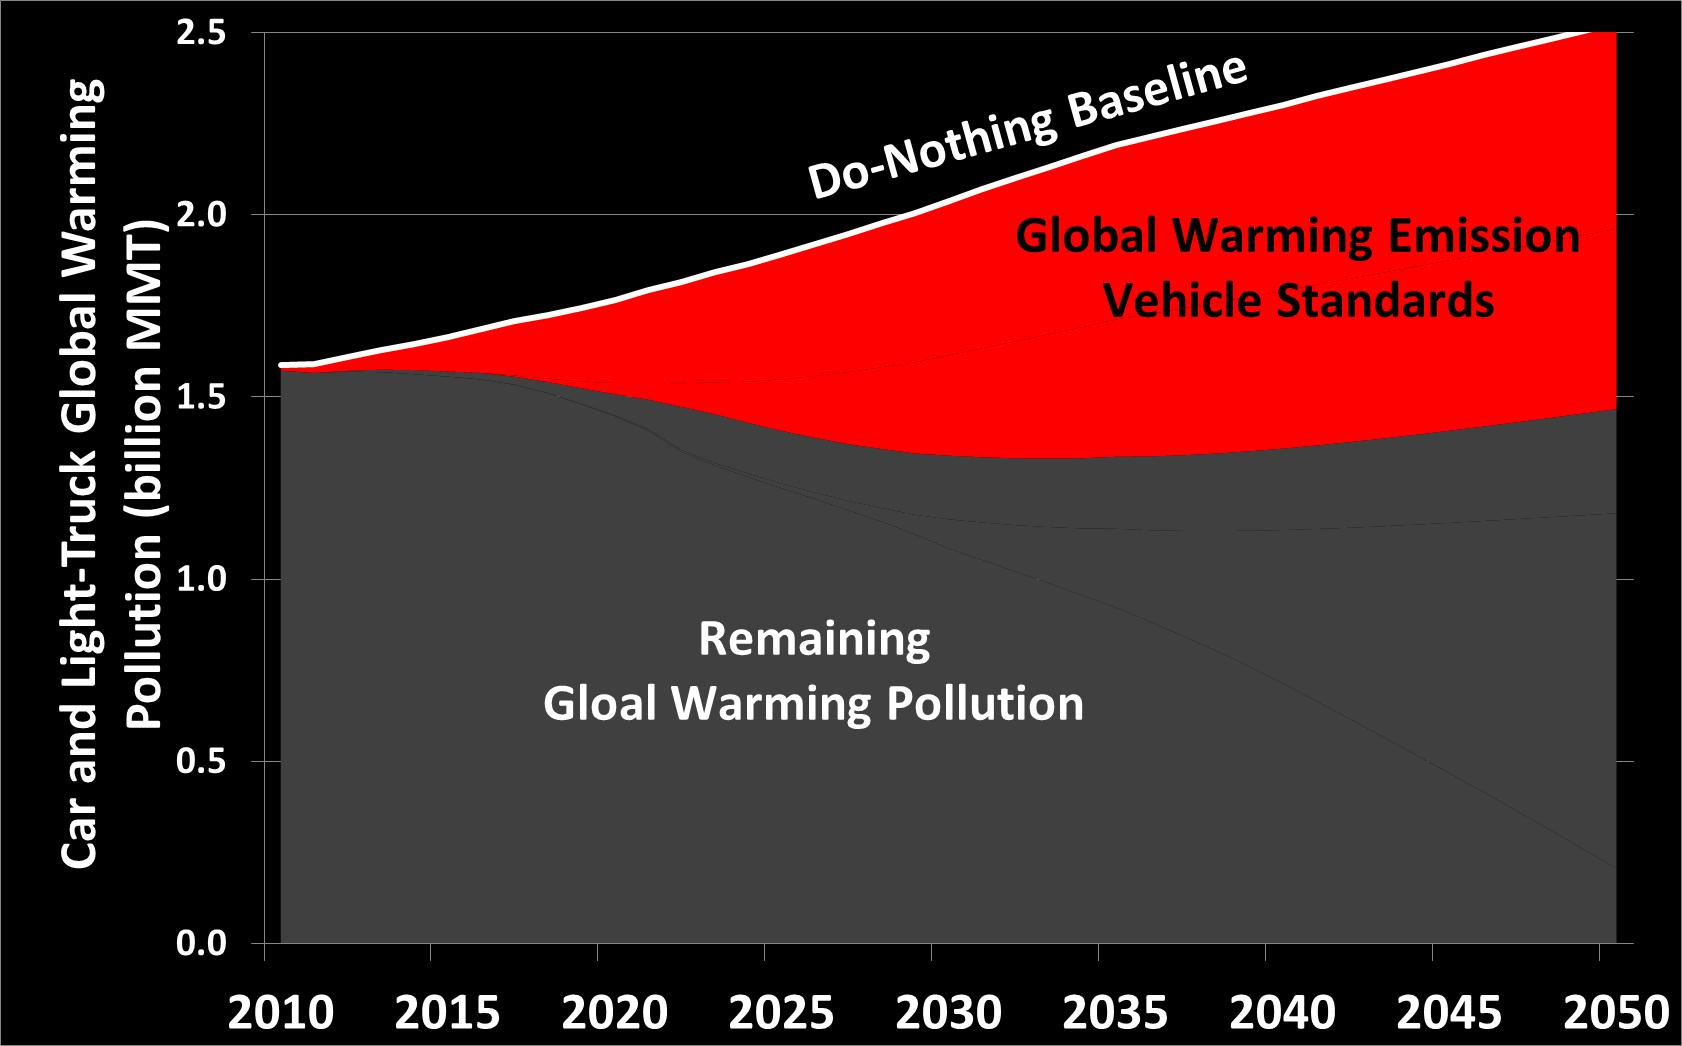 Car and Light-Truck Global Warming
Pollution (billion MMT)
2.5
2.0
1.5
1.0
0.5
0.0
Do-Nothing Baseline
Global Warming Emission
Vehicle Standards
Remaining
Gloal Warming Pollution
2010 2015 2020 2025 2030 2035 2040 2045 2050